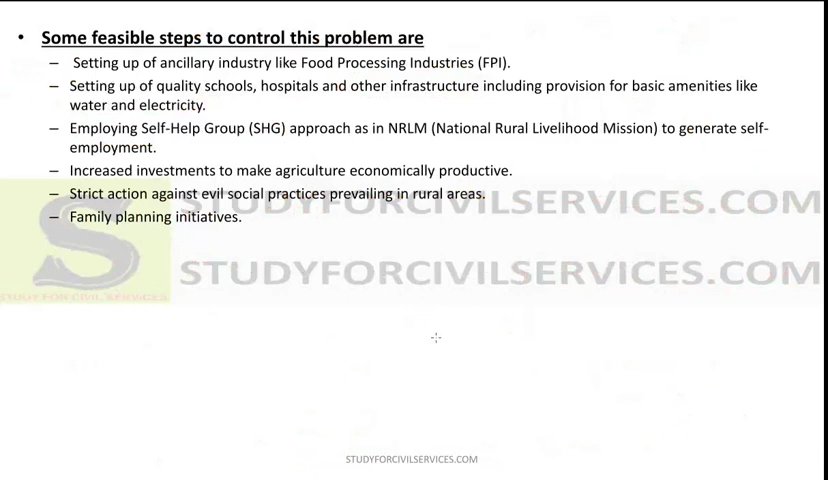 • Some feasible steps to control this problem are
– Setting up of ancillary industry like Food Processing Industries (FPI).
– Setting up of quality schools, hospitals and other infrastructure including provision for basic amenities like
water and electricity.
– Employing Self-Help Group (SHG) approach as in NRLM (National Rural Livelihood Mission) to generate self-
employment.
– Increased investments to make agriculture economically productive.
– Strict action against evil social practices prevailing in rural areas.
STUDYFORCIVILSERVICES.COM
– Family planning initiatives.
S
STUDYFORCIVILSERVICES.COM
STUDY FOR CIVIL SERVICES
STUDYFORCIVILSERVICES.COM